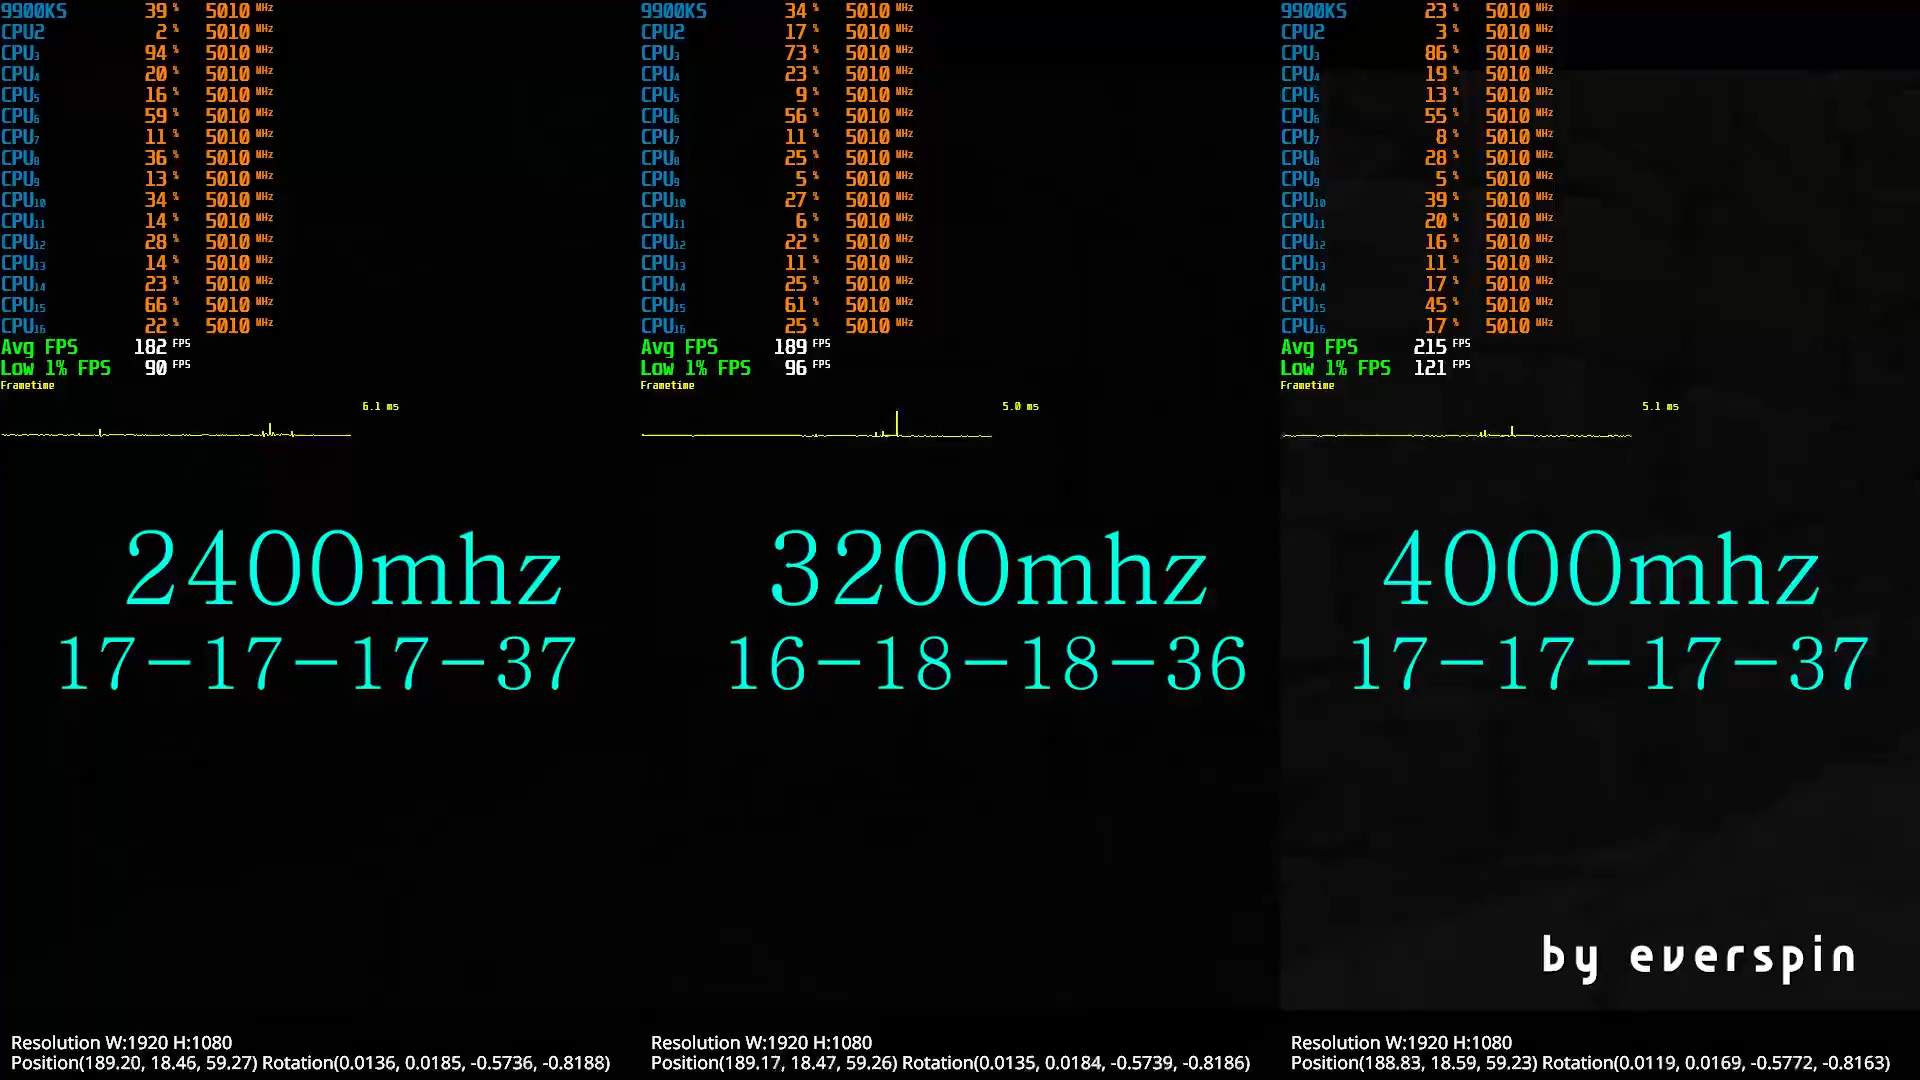 9900KS 39 % 5010 MHz
CPU2 2 % 5010 MHz
CPU3 94 % 5010 MHz
CPU4 20 % 5010 MHz
CPU5 16 % 5010 MHz
CPU6 59 % 5010 MHz
CPU7 11 % 5010 MHz
CPU8 36 % 5010 MHz
CPU9 13 % 5010 MHz
CPU10 34 % 5010 MHz
CPU11 14 % 5010 MHz
CPU12 28 % 5010 MHz
CPU13 14 % 5010 MHz
CPU14 23 % 5010 MHz
CPU15 66 % 5010 MHz
CPU16 22 % 5010 MHz
Avg FPS 182 FPS
Low 1% FPS 90 FPS
Frametime
6.1 ms
2400mhz
17-17-17-37
Resolution W:1920 H:1080
Position(189.20, 18.46, 59.27) Rotation(0.0136, 0.0185, -0.5736, -0.8188)
9900KS 34 % 5010 MHz
CPU2 17 % 5010 MHz
CPU3 73 % 5010 MHz
CPU4 23 % 5010 MHz
CPU5 9 % 5010 MHz
CPU6 56 % 5010 MHz
CPU7 11 % 5010 MHz
CPU8 25 % 5010 MHz
CPU9 5 % 5010 MHz
CPU10 27 % 5010 MHz
CPU11 6 % 5010 MHz
CPU12 22 % 5010 MHz
CPU13 11 % 5010 MHz
CPU14 25 % 5010 MHz
CPU15 61 % 5010 MHz
CPU16 25 % 5010 MHz
Avg FPS 189 FPS
Low 1% FPS 96 FPS
Frametime
5.0 ms
3200mhz
16-18-18-36
Resolution W:1920 H:1080
Position(189.17, 18.47, 59.26) Rotation(0.0135, 0.0184, -0.5739, -0.8186)
9900KS 23 % 5010 MHz
CPU2 3 % 5010 MHz
CPU3 86 % 5010 MHz
CPU4 19 % 5010 MHz
CPU5 13 % 5010 MHz
CPU6 55 % 5010 MHz
CPU7 8 % 5010 MHz
CPU8 28 % 5010 MHz
CPU9 5 % 5010 MHz
CPU10 39 % 5010 MHz
CPU11 20 % 5010 MHz
CPU12 16 % 5010 MHz
CPU13 11 % 5010 MHz
CPU14 17 % 5010 MHz
CPU15 45 % 5010 MHz
CPU16 17 % 5010 MHz
Avg FPS 215 FPS
Low 1% FPS 121 FPS
Frametime
5.1 ms
4000mhz
17-17-17-37
by everspin
Resolution W:1920 H:1080
Position(188.83, 18.59, 59.23) Rotation(0.0119, 0.0169, -0.5772, -0.8163)